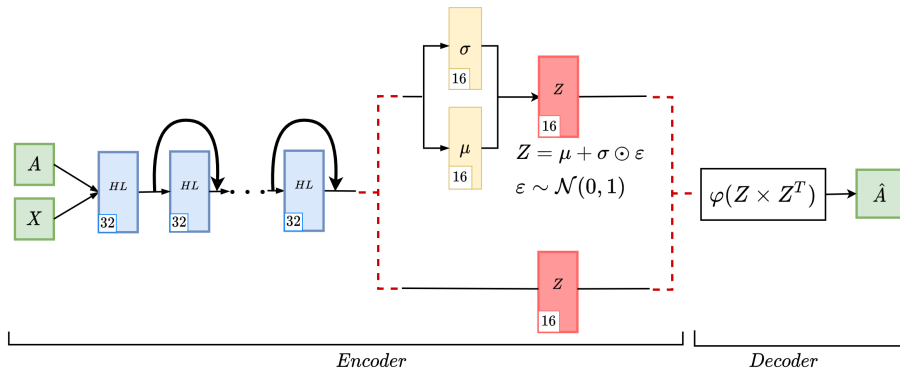 A
X
HL
32
HL
32
. . .
HL
32
σ
16
μ
16
Z
16
Z = μ + σ ⊙ ε
ε ∼ 𝒩(0, 1)
Z
16
φ(Z × Z^T)
Â
Encoder
Decoder